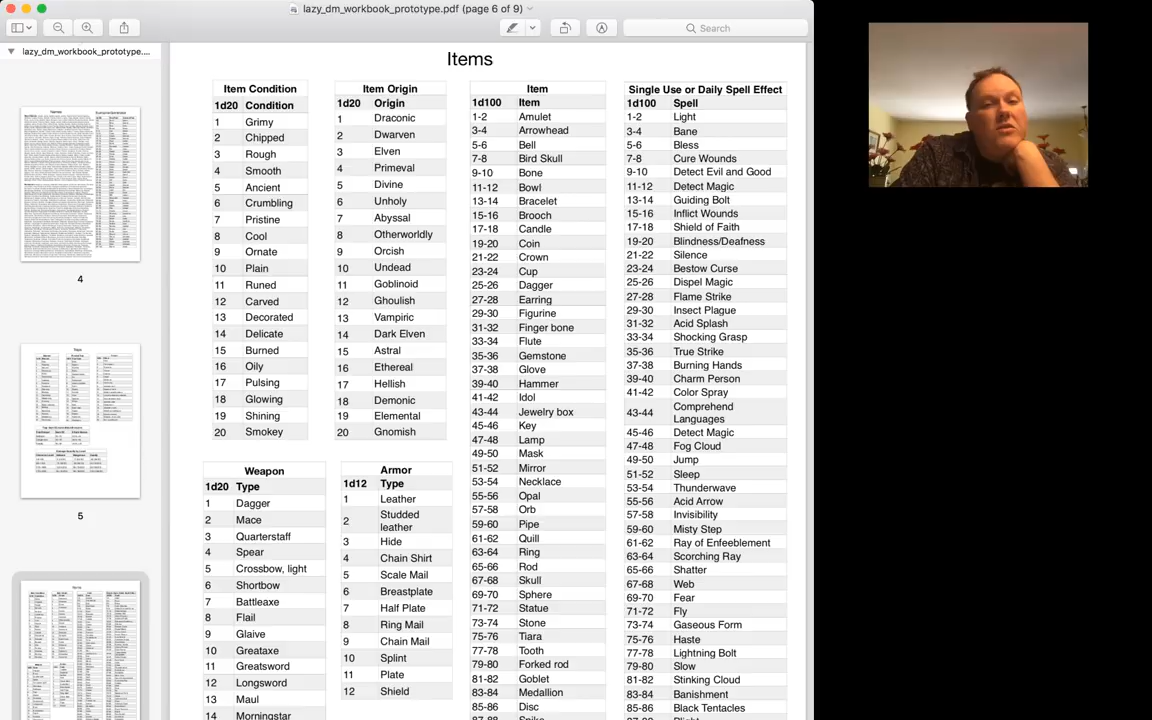 lazy_dm_workbook_prototype.pdf (page 6 of 9)
Search
lazy_dm_workbook_prototype....
4
5
Items
Item Condition
1d20 Condition
1 Grimy
2 Chipped
3 Rough
4 Smooth
5 Ancient
6 Crumbling
7 Pristine
8 Cool
9 Ornate
10 Plain
11 Runed
12 Carved
13 Decorated
14 Delicate
15 Burned
16 Oily
17 Pulsing
18 Glowing
19 Shining
20 Smokey
Item Origin
1d20 Origin
1 Draconic
2 Dwarven
3 Elven
4 Primeval
5 Divine
6 Unholy
7 Abyssal
8 Otherworldly
9 Orcish
10 Undead
11 Goblinoid
12 Ghoulish
13 Vampiric
14 Dark Elven
15 Astral
16 Ethereal
17 Hellish
18 Demonic
19 Elemental
20 Gnomish
Weapon
1d20 Type
1 Dagger
2 Mace
3 Quarterstaff
4 Spear
5 Crossbow, light
6 Shortbow
7 Battleaxe
8 Flail
9 Glaive
10 Greataxe
11 Greatsword
12 Longsword
13 Maul
14 Morningstar
Armor
1d12 Type
1 Leather
2 Studded
leather
3 Hide
4 Chain Shirt
5 Scale Mail
6 Breastplate
7 Half Plate
8 Ring Mail
9 Chain Mail
10 Splint
11 Plate
12 Shield
Item
1d100 Item
1-2 Amulet
3-4 Arrowhead
5-6 Bell
7-8 Bird Skull
9-10 Bone
11-12 Bowl
13-14 Bracelet
15-16 Brooch
17-18 Candle
19-20 Coin
21-22 Crown
23-24 Cup
25-26 Dagger
27-28 Earring
29-30 Figurine
31-32 Finger bone
33-34 Flute
35-36 Gemstone
37-38 Glove
39-40 Hammer
41-42 Idol
43-44 Jewelry box
45-46 Key
47-48 Lamp
49-50 Mask
51-52 Mirror
53-54 Necklace
55-56 Opal
57-58 Orb
59-60 Pipe
61-62 Quill
63-64 Ring
65-66 Rod
67-68 Skull
69-70 Sphere
71-72 Statue
73-74 Stone
75-76 Tiara
77-78 Tooth
79-80 Forked rod
81-82 Goblet
83-84 Medallion
85-86 Disc
87-88 Spike
Single Use or Daily Spell Effect
1d100 Spell
1-2 Light
3-4 Bane
5-6 Bless
7-8 Cure Wounds
9-10 Detect Evil and Good
11-12 Detect Magic
13-14 Guiding Bolt
15-16 Inflict Wounds
17-18 Shield of Faith
19-20 Blindness/Deafness
21-22 Silence
23-24 Bestow Curse
25-26 Dispel Magic
27-28 Flame Strike
29-30 Insect Plague
31-32 Acid Splash
33-34 Shocking Grasp
35-36 True Strike
37-38 Burning Hands
39-40 Charm Person
41-42 Color Spray
43-44 Comprehend
Languages
45-46 Detect Magic
47-48 Fog Cloud
49-50 Jump
51-52 Sleep
53-54 Thunderwave
55-56 Acid Arrow
57-58 Invisibility
59-60 Misty Step
61-62 Ray of Enfeeblement
63-64 Scorching Ray
65-66 Shatter
67-68 Web
69-70 Fear
71-72 Fly
73-74 Gaseous Form
75-76 Haste
77-78 Lightning Bolt
79-80 Slow
81-82 Stinking Cloud
83-84 Banishment
85-86 Black Tentacles
87-88 Blight